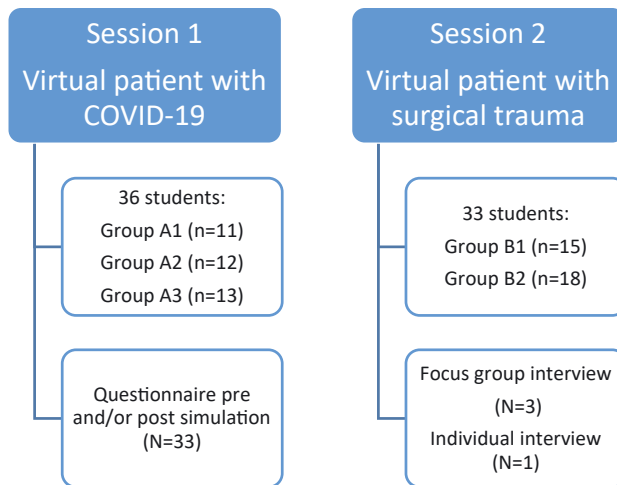 Session 1
Virtual patient with
COVID-19
36 students:
Group A1 (n=11)
Group A2 (n=12)
Group A3 (n=13)
Questionnaire pre
and/or post simulation
(N=33)
Session 2
Virtual patient with
surgical trauma
33 students:
Group B1 (n=15)
Group B2 (n=18)
Focus group interview
(N=3)
Individual interview
(N=1)